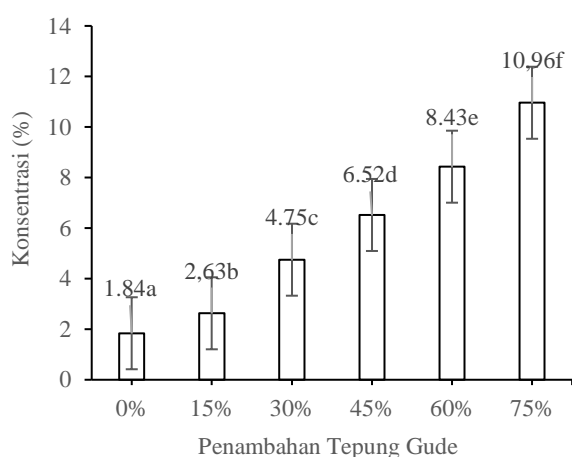 14
12
10
8
6
4
2
0
Konsentrasi (%)
1.84a
2,63b
4.75c
6.52d
8.43e
10,96f
0% 15% 30% 45% 60% 75%
Penambahan Tepung Gude